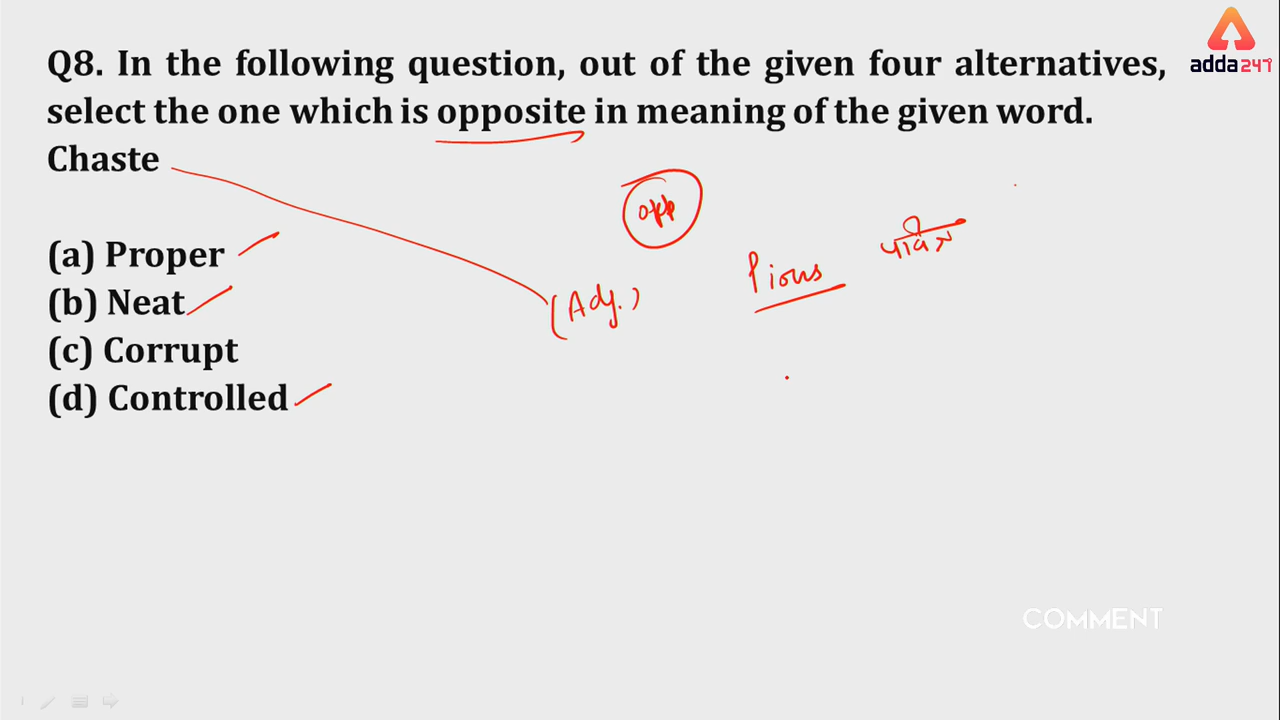 adda247
Q8. In the following question, out of the given four alternatives,
select the one which is opposite in meaning of the given word.
Chaste
opp
(a) Proper
Pious
(b) Neat
(Adj.)
(c) Corrupt
(d) Controlled
COMMENT